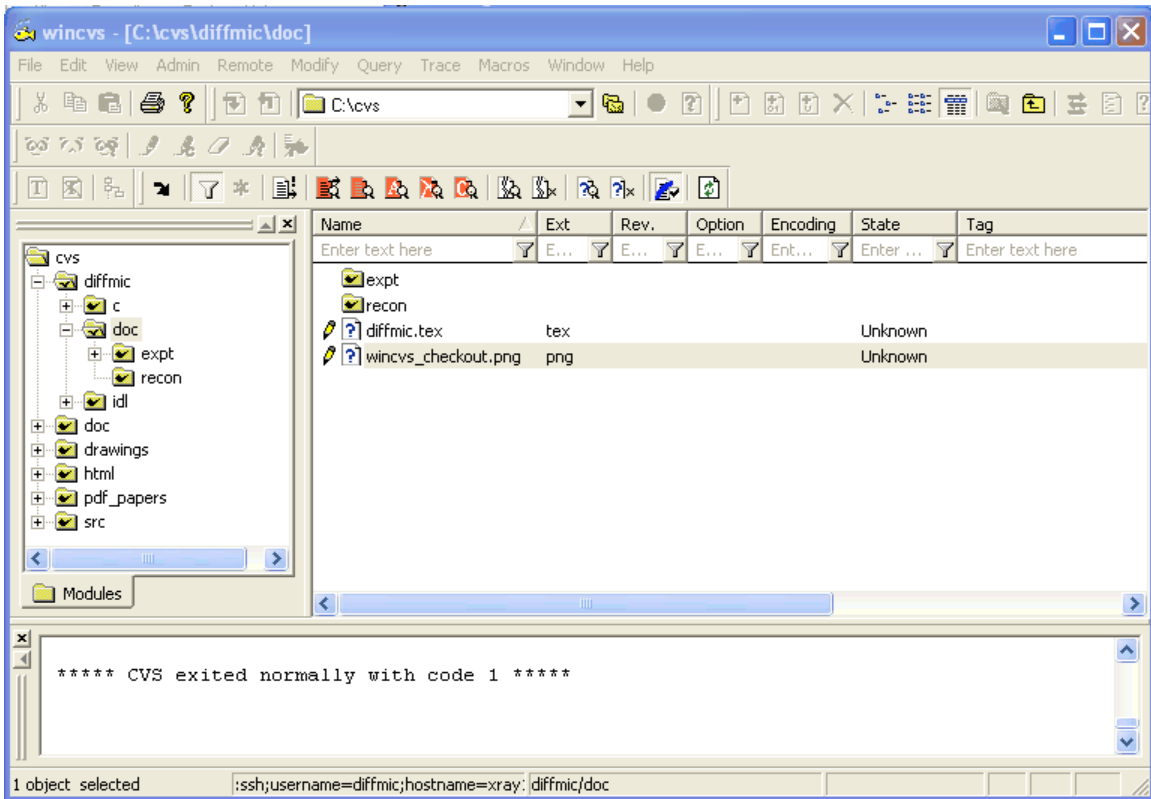 wincvs - [C:\cvs\diffmic\doc]
File Edit View Admin Remote Modify Query Trace Macros Window Help
C:\cvs
Name Ext Rev. Option Encoding State Tag
Enter text here E... E... E... Ent... Enter ... Enter text here
cvs
diffmic
c
doc
expt
recon
idl
doc
drawings
html
pdf_papers
src
Modules
expt
recon
diffmic.tex tex Unknown
wincvs_checkout.png png Unknown
***** CVS exited normally with code 1 *****
1 object selected :ssh;username=diffmic;hostname=xray: diffmic/doc